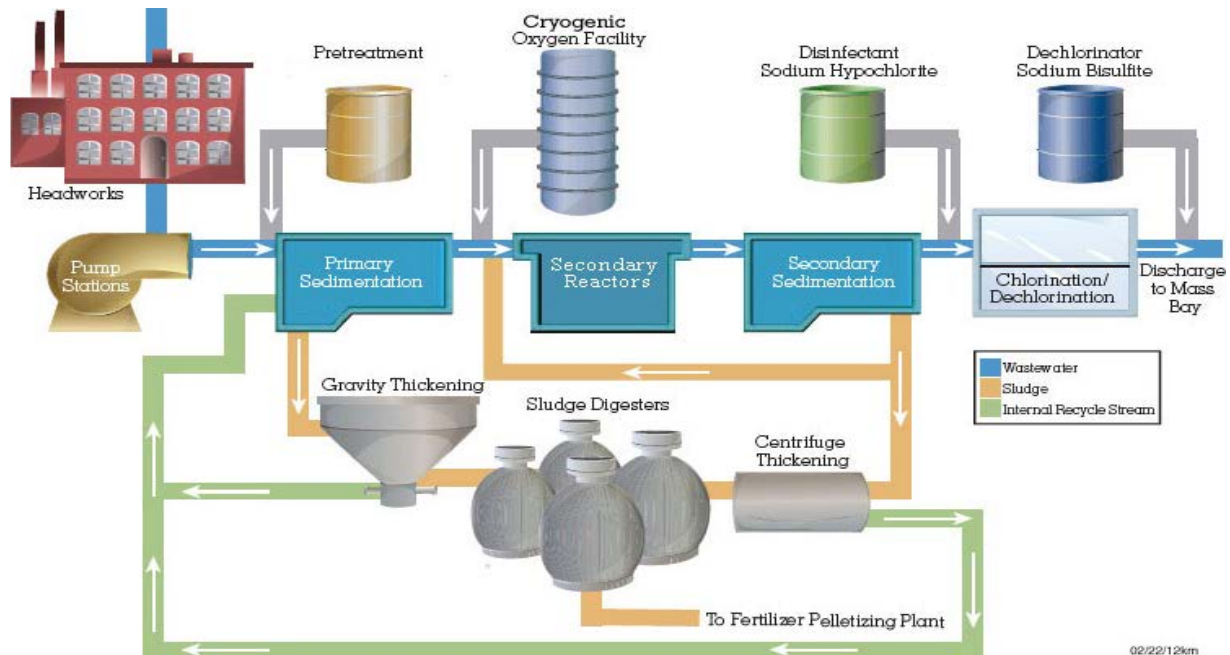 Headworks
Pretreatment
Cryogenic
Oxygen Facility
Disinfectant
Sodium Hypochlorite
Dechlorinator
Sodium Bisulfite
Pump
Stations
Primary
Sedimentation
Secondary
Reactors
Secondary
Sedimentation
Chlorination/
Dechlorination
Discharge
to Mass
Bay
Wastewater
Sludge
Internal Recycle Stream
Gravity Thickening
Sludge Digesters
Centrifuge
Thickening
To Fertilizer Pelletizing Plant
02/22/12km